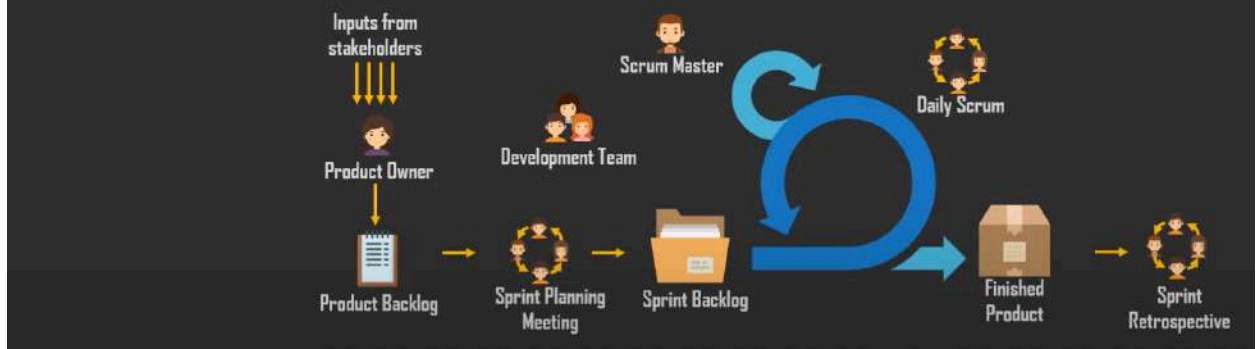 Inputs from
stakeholders
Product Owner
Product Backlog
Development Team
Sprint Planning
Meeting
Scrum Master
Sprint Backlog
Daily Scrum
Finished
Product
Sprint
Retrospective